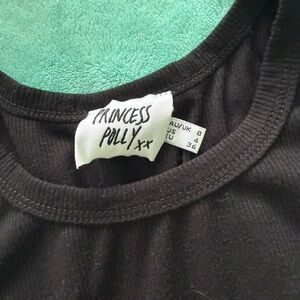 PRINCESS
POLLY xx
AU/UK 8
US 4
EU 36